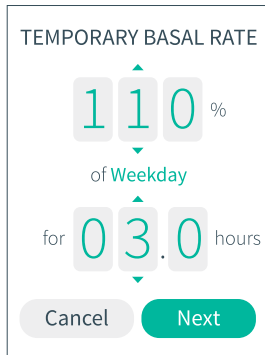 TEMPORARY BASAL RATE
110 %
of Weekday
for 03.0 hours
Cancel Next